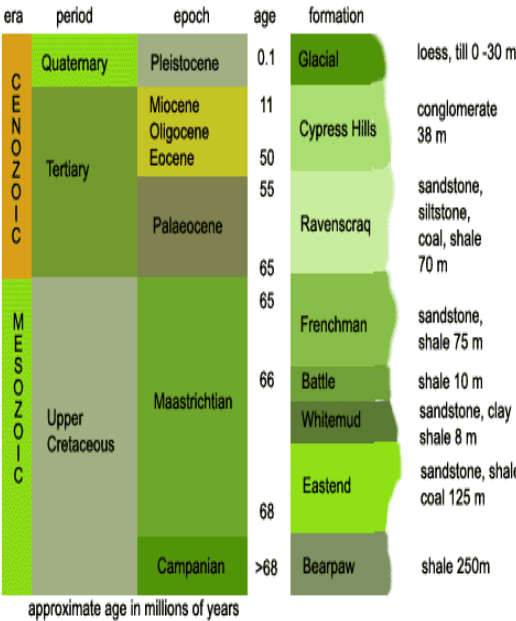 era period epoch age formation
Quaternary Pleistocene 0.1 Glacial loess, till 0 -30 m
CENOZOIC
Tertiary
Miocene 11
Oligocene
Eocene 50
Cypress Hills conglomerate
38 m
Palaeocene 55
65
Ravenscraq sandstone,
siltstone,
coal, shale
70 m
MESOZOIC
Upper
Cretaceous
Maastrichtian 65
66
68
Frenchman sandstone,
shale 75 m
Battle shale 10 m
Whitemud sandstone, clay
shale 8 m
Eastend sandstone, shale
coal 125 m
Campanian >68 Bearpaw shale 250m
approximate age in millions of years